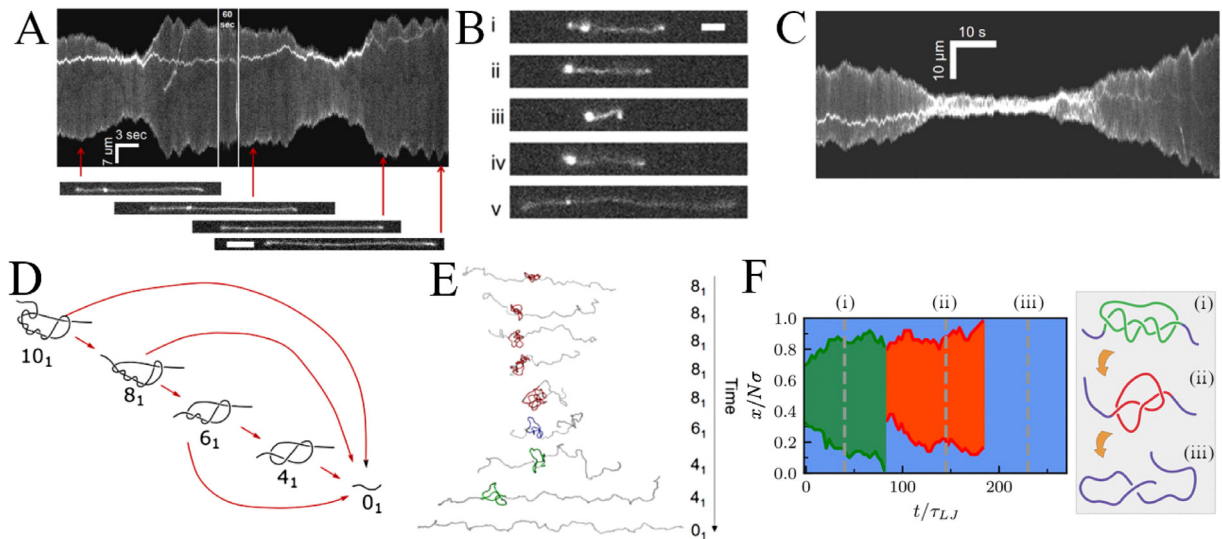 A
60
sec
3 sec
7 um
B
i
ii
iii
iv
v
C
10 s
10 μm
D
10₁
8₁
6₁
4₁
0₁
E
8₁
8₁
8₁
8₁
8₁
6₁
4₁
4₁
0₁
Time
F
(i) (ii) (iii)
1.0
0.8
0.6
0.4
0.2
0.0
x/Nσ
0 100 200
t/τ_LJ
(i)
(ii)
(iii)